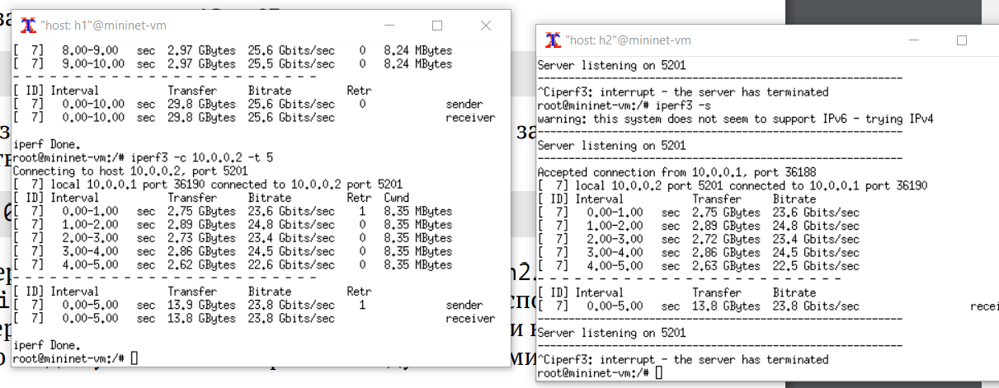 "host: h1"@mininet-vm
[  7]   8.00-9.00   sec  2.97 GBytes  25.6 Gbits/sec    0   8.24 MBytes
[  7]   9.00-10.00  sec  2.97 GBytes  25.5 Gbits/sec    0   8.24 MBytes
- - - - - - - - - - - - - - - - - - - - - - - - -
[ ID] Interval           Transfer     Bitrate         Retr
[  7]   0.00-10.00  sec  29.8 GBytes  25.6 Gbits/sec    0             sender
[  7]   0.00-10.00  sec  29.8 GBytes  25.6 Gbits/sec                  receiver
iperf Done.
root@mininet-vm:/# iperf3 -c 10.0.0.2 -t 5
Connecting to host 10.0.0.2, port 5201
[  7] local 10.0.0.1 port 36190 connected to 10.0.0.2 port 5201
[ ID] Interval           Transfer     Bitrate         Retr  Cwnd
[  7]   0.00-1.00   sec  2.75 GBytes  23.6 Gbits/sec    1   8.35 MBytes
[  7]   1.00-2.00   sec  2.89 GBytes  24.8 Gbits/sec    0   8.35 MBytes
[  7]   2.00-3.00   sec  2.73 GBytes  23.4 Gbits/sec    0   8.35 MBytes
[  7]   3.00-4.00   sec  2.86 GBytes  24.5 Gbits/sec    0   8.35 MBytes
[  7]   4.00-5.00   sec  2.62 GBytes  22.6 Gbits/sec    0   8.35 MBytes
- - - - - - - - - - - - - - - - - - - - - - - - -
[ ID] Interval           Transfer     Bitrate         Retr
[  7]   0.00-5.00   sec  13.9 GBytes  23.8 Gbits/sec    1             sender
[  7]   0.00-5.00   sec  13.8 GBytes  23.8 Gbits/sec                  receiver
iperf Done.
root@mininet-vm:/#
"host: h2"@mininet-vm
Server listening on 5201
-----------------------------------------------------------
^Ciperf3: interrupt - the server has terminated
root@mininet-vm:/# iperf3 -s
warning: this system does not seem to support IPv6 - trying IPv4
-----------------------------------------------------------
Server listening on 5201
-----------------------------------------------------------
Accepted connection from 10.0.0.1, port 36188
[  7] local 10.0.0.2 port 5201 connected to 10.0.0.1 port 36190
[ ID] Interval           Transfer     Bitrate
[  7]   0.00-1.00   sec  2.75 GBytes  23.6 Gbits/sec
[  7]   1.00-2.00   sec  2.89 GBytes  24.8 Gbits/sec
[  7]   2.00-3.00   sec  2.72 GBytes  23.4 Gbits/sec
[  7]   3.00-4.00   sec  2.86 GBytes  24.5 Gbits/sec
[  7]   4.00-5.00   sec  2.63 GBytes  22.5 Gbits/sec
- - - - - - - - - - - - - - - - - - - - - - - - -
[ ID] Interval           Transfer     Bitrate
[  7]   0.00-5.00   sec  13.8 GBytes  23.8 Gbits/sec                  recei
-----------------------------------------------------------
Server listening on 5201
-----------------------------------------------------------
^Ciperf3: interrupt - the server has terminated
root@mininet-vm:/#